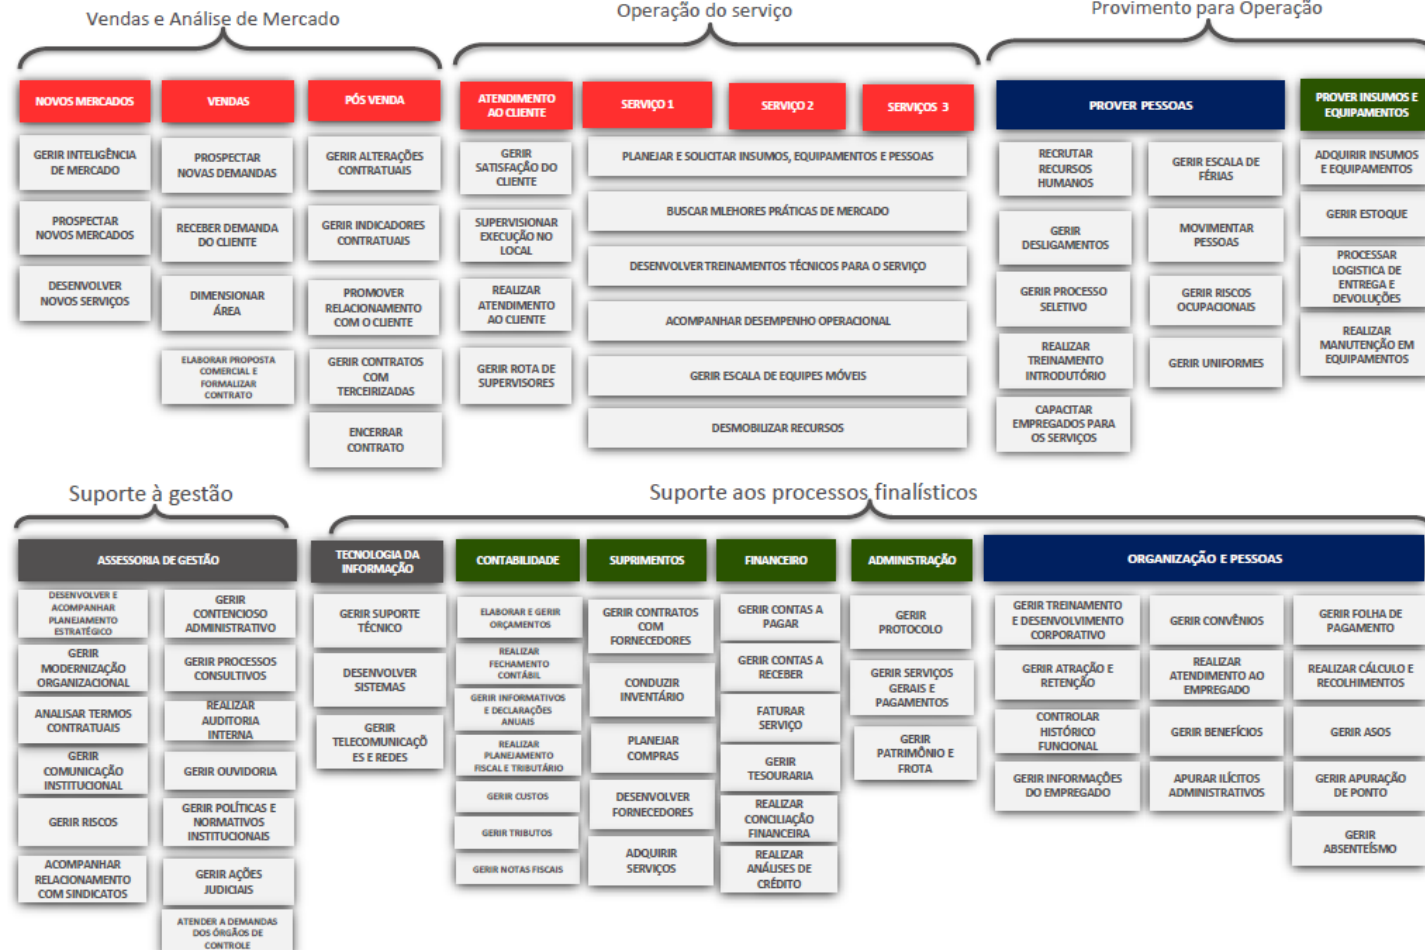 Vendas e Análise de Mercado
Operação do serviço
Provimento para Operação
NOVOS MERCADOS
VENDAS
PÓS VENDA
ATENDIMENTO
AO CLIENTE
SERVIÇO 1
SERVIÇO 2
SERVIÇOS 3
PROVER PESSOAS
PROVER INSUMOS E
EQUIPAMENTOS
GERIR INTELIGÊNCIA
DE MERCADO
PROSPECTAR
NOVOS MERCADOS
DESENVOLVER
NOVOS SERVIÇOS
PROSPECTAR
NOVAS DEMANDAS
RECEBER DEMANDA
DO CLIENTE
DIMENSIONAR
ÁREA
ELABORAR PROPOSTA
COMERCIAL E
FORMALIZAR
CONTRATO
GERIR ALTERAÇÕES
CONTRATUAIS
GERIR INDICADORES
CONTRATUAIS
PROMOVER
RELACIONAMENTO
COM O CLIENTE
GERIR CONTRATOS
COM
TERCEIRIZADAS
ENCERRAR
CONTRATO
GERIR
SATISFAÇÃO DO
CLIENTE
SUPERVISIONAR
EXECUÇÃO NO
LOCAL
REALIZAR
ATENDIMENTO
AO CLIENTE
GERIR ROTA DE
SUPERVISORES
PLANEJAR E SOLICITAR INSUMOS, EQUIPAMENTOS E PESSOAS
BUSCAR MLEHORES PRÁTICAS DE MERCADO
DESENVOLVER TREINAMENTOS TÉCNICOS PARA O SERVIÇO
ACOMPANHAR DESEMPENHO OPERACIONAL
GERIR ESCALA DE EQUIPES MÓVEIS
DESMOBILIZAR RECURSOS
RECRUTAR
RECURSOS
HUMANOS
GERIR
DESLIGAMENTOS
GERIR PROCESSO
SELETIVO
REALIZAR
TREINAMENTO
INTRODUTÓRIO
CAPACITAR
EMPREGADOS PARA
OS SERVIÇOS
GERIR ESCALA DE
FÉRIAS
MOVIMENTAR
PESSOAS
GERIR RISCOS
OCUPACIONAIS
GERIR UNIFORMES
ADQUIRIR INSUMOS
E EQUIPAMENTOS
GERIR ESTOQUE
PROCESSAR
LOGISTICA DE
ENTREGA E
DEVOLUÇÕES
REALIZAR
MANUTENÇÃO EM
EQUIPAMENTOS
Suporte à gestão
Suporte aos processos finalísticos
ASSESSORIA DE GESTÃO
TECNOLOGIA DA
INFORMAÇÃO
CONTABILIDADE
SUPRIMENTOS
FINANCEIRO
ADMINISTRAÇÃO
ORGANIZAÇÃO E PESSOAS
DESENVOLVER E
ACOMPANHAR
PLANEJAMENTO
ESTRATÉGICO
GERIR
MODERNIZAÇÃO
ORGANIZACIONAL
ANALISAR TERMOS
CONTRATUAIS
GERIR
COMUNICAÇÃO
INSTITUCIONAL
GERIR RISCOS
ACOMPANHAR
RELACIONAMENTO
COM SINDICATOS
GERIR
CONTENCIOSO
ADMINISTRATIVO
GERIR PROCESSOS
CONSULTIVOS
REALIZAR
AUDITORIA
INTERNA
GERIR OUVIDORIA
GERIR POLÍTICAS E
NORMATIVOS
INSTITUCIONAIS
GERIR AÇÕES
JUDICIAIS
ATENDER A DEMANDAS
DOS ÓRGÃOS DE
CONTROLE
GERIR SUPORTE
TÉCNICO
DESENVOLVER
SISTEMAS
GERIR
TELECOMUNICAÇÕ
ES E REDES
ELABORAR E GERIR
ORÇAMENTOS
REALIZAR
FECHAMENTO
CONTÁBIL
GERIR INFORMATIVOS
E DECLARAÇÕES
ANUAIS
REALIZAR
PLANEJAMENTO
FISCAL E TRIBUTÁRIO
GERIR CUSTOS
GERIR TRIBUTOS
GERIR NOTAS FISCAIS
GERIR CONTRATOS
COM
FORNECEDORES
CONDUZIR
INVENTÁRIO
PLANEJAR
COMPRAS
DESENVOLVER
FORNECEDORES
ADQUIRIR
SERVIÇOS
GERIR CONTAS A
PAGAR
GERIR CONTAS A
RECEBER
FATURAR
SERVIÇO
GERIR
TESOURARIA
REALIZAR
CONCILIAÇÃO
FINANCEIRA
REALIZAR
ANÁLISES DE
CRÉDITO
GERIR
PROTOCOLO
GERIR SERVIÇOS
GERAIS E
PAGAMENTOS
GERIR
PATRIMÔNIO E
FROTA
GERIR TREINAMENTO
E DESENVOLVIMENTO
CORPORATIVO
GERIR ATRAÇÃO E
RETENÇÃO
CONTROLAR
HISTÓRICO
FUNCIONAL
GERIR INFORMAÇÕES
DO EMPREGADO
GERIR CONVÊNIOS
REALIZAR
ATENDIMENTO AO
EMPREGADO
GERIR BENEFÍCIOS
APURAR ILÍCITOS
ADMINISTRATIVOS
GERIR FOLHA DE
PAGAMENTO
REALIZAR CÁLCULO E
RECOLHIMENTOS
GERIR ASOS
GERIR APURAÇÃO
DE PONTO
GERIR
ABSENTEÍSMO